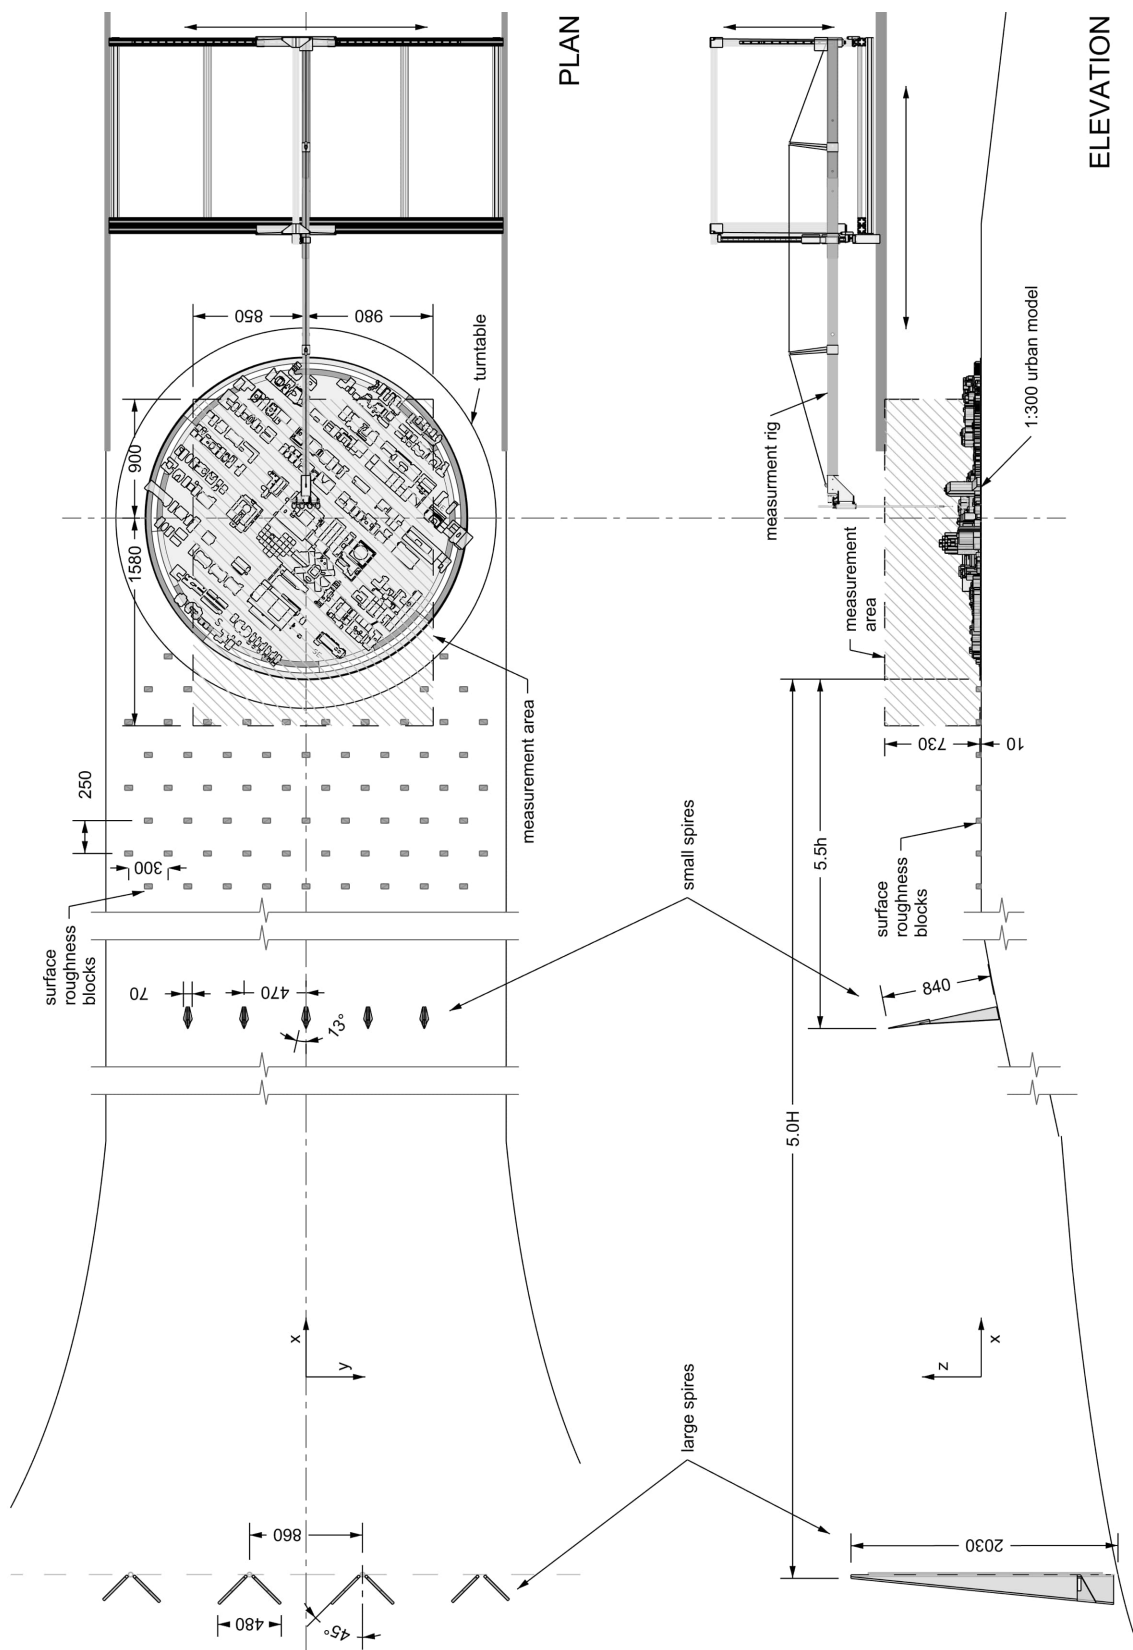 PLAN
ELEVATION
850
980
turntable
900
1580
measurement area
250
300
surface
roughness
blocks
70
470
13°
x
y
860
480
45°
1:300 urban model
measurment rig
measurement
area
730
10
surface
roughness
blocks
5.5h
small spires
840
5.0H
z
x
large spires
2030